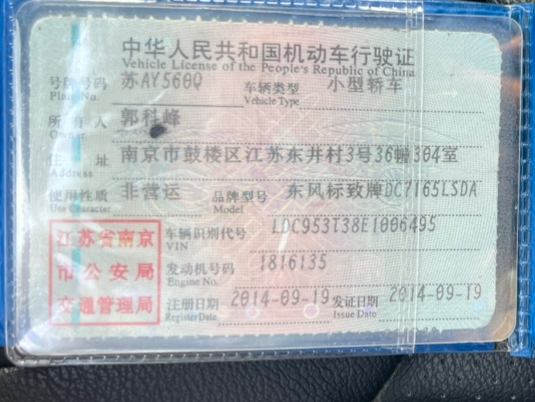 中华人民共和国机动车行驶证
Vehicle License of the People's Republic of China
号牌号码 苏AY560Q 车辆类型 小型轿车
Plate No. Vehicle Type
所有人 郭科峰
Owner
住址 南京市鼓楼区江苏东井村3号36幢304室
Address
使用性质 非营运 品牌型号 东风标致牌DC7165LSDA
Use Character Model
江苏省南京
市公安局
交通管理局
车辆识别代号 LDC953T38E1006495
VIN
发动机号码 1816135
Engine No.
注册日期 2014-09-19 发证日期 2014-09-19
Register Date Issue Date